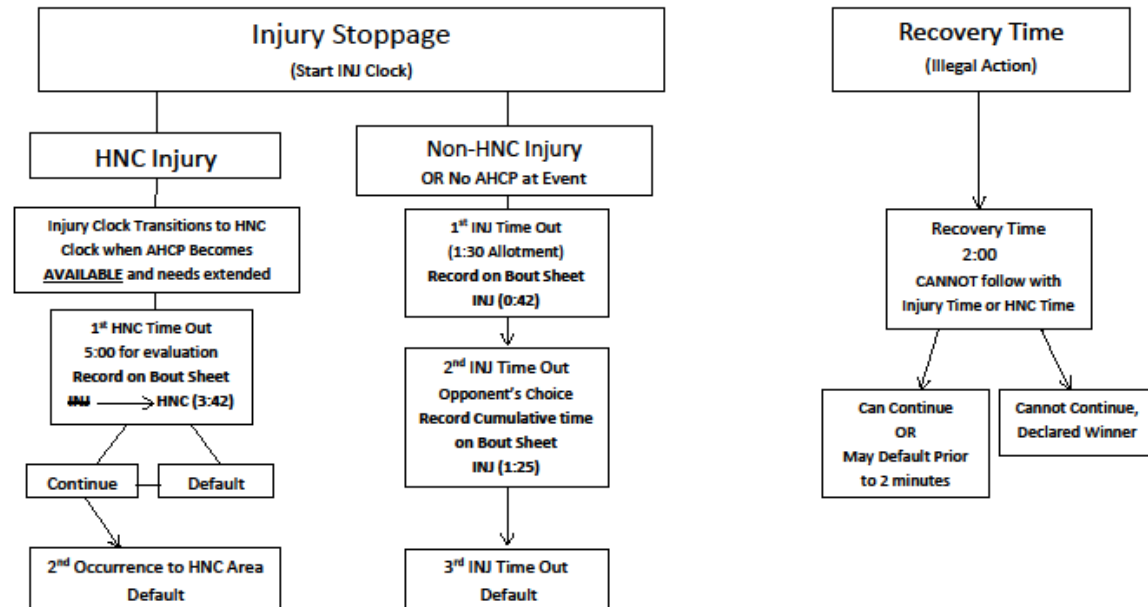 Injury Stoppage
(Start INJ Clock)
HNC Injury
Injury Clock Transitions to HNC
Clock when AHCP Becomes
AVAILABLE and needs extended
1st HNC Time Out
5:00 for evaluation
Record on Bout Sheet
INJ HNC (3:42)
Continue
Default
2nd Occurrence to HNC Area
Default
Non-HNC Injury
OR No AHCP at Event
1st INJ Time Out
(1:30 Allotment)
Record on Bout Sheet
INJ (0:42)
2nd INJ Time Out
Opponent's Choice
Record Cumulative time
on Bout Sheet
INJ (1:25)
3rd INJ Time Out
Default
Recovery Time
(Illegal Action)
Recovery Time
2:00
CANNOT follow with
Injury Time or HNC Time
Can Continue
OR
May Default Prior
to 2 minutes
Cannot Continue,
Declared Winner